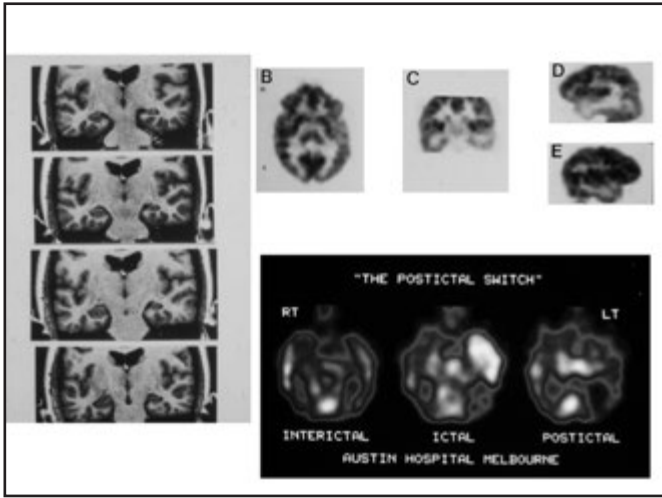 B
C
D
E
"THE POSTICTAL SWITCH"
RT
LT
INTERICTAL
ICTAL
POSTICTAL
AUSTIN HOSPITAL MELBOURNE